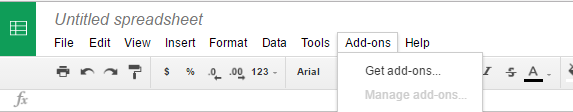 Untitled spreadsheet
File Edit View Insert Format Data Tools Add-ons Help
$ % .0 .00 123 Arial I S A
Get add-ons...
Manage add-ons...
fx